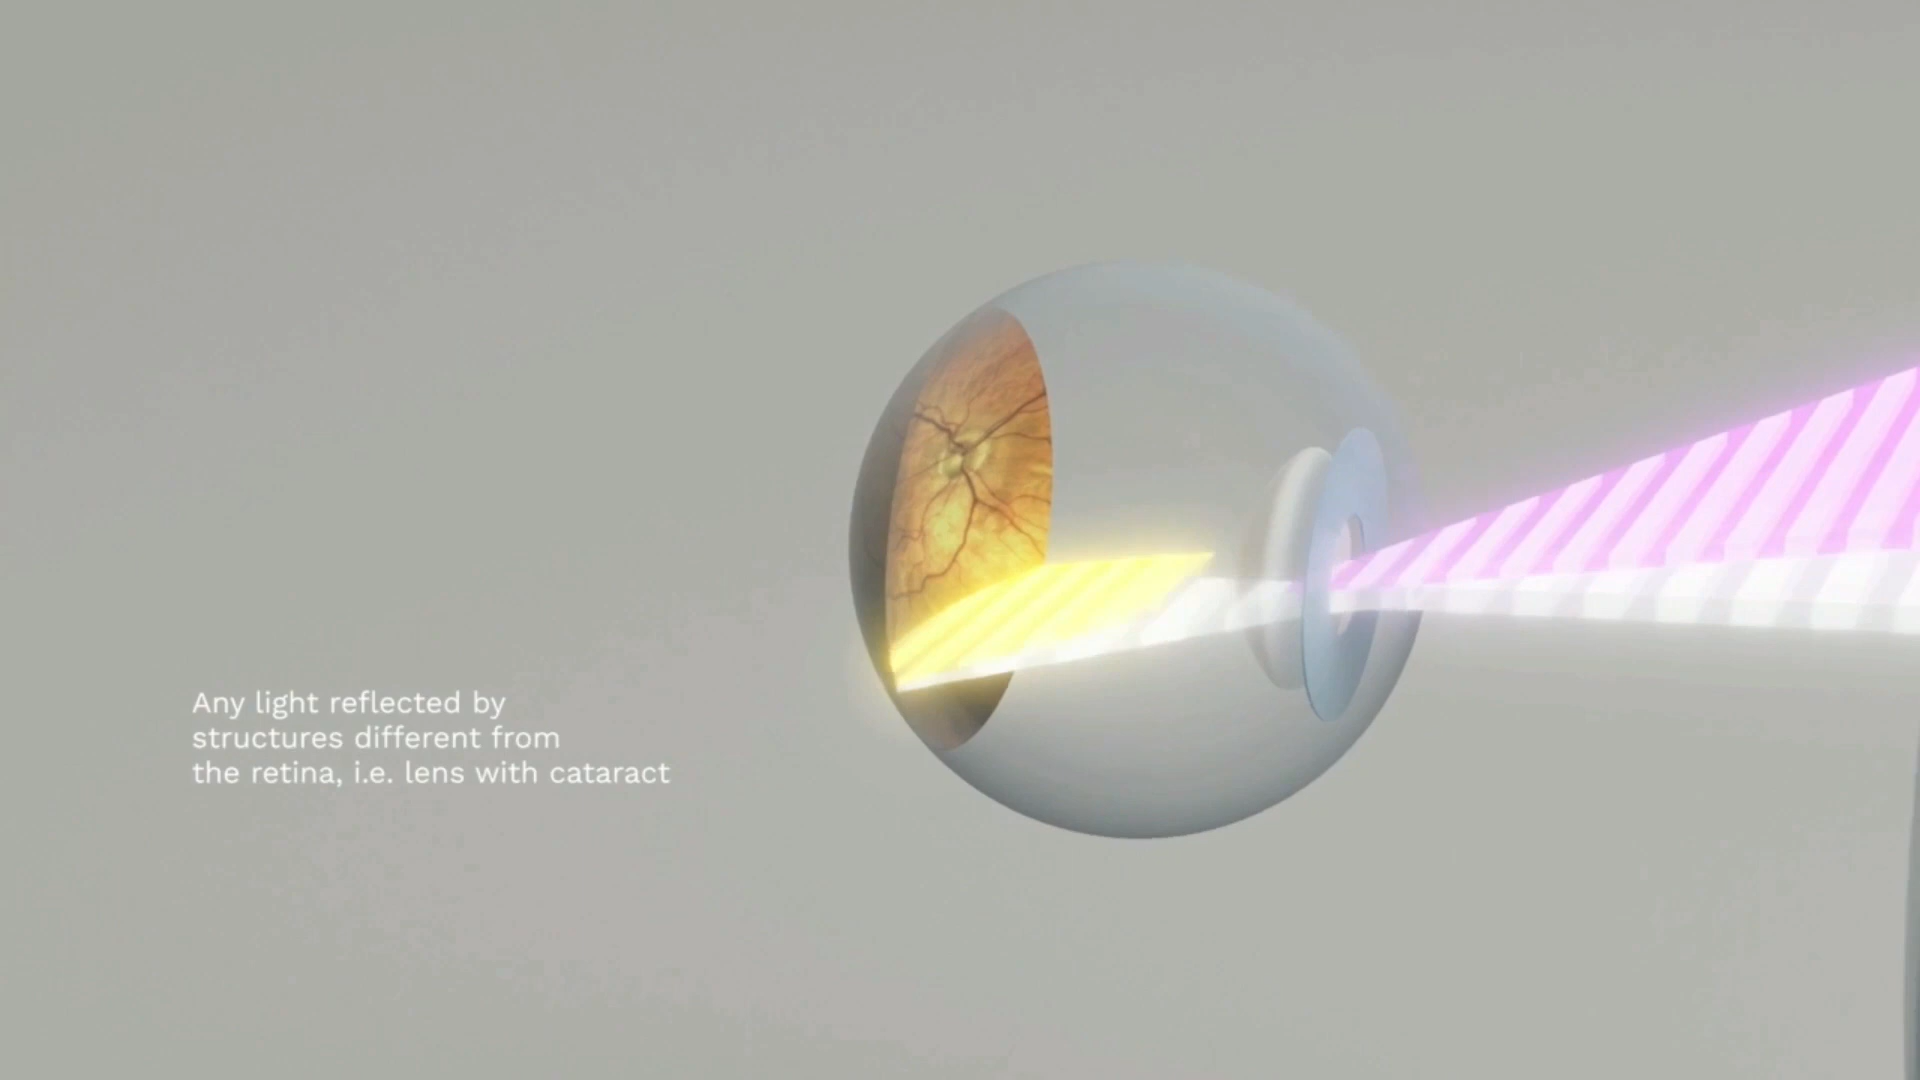 Any light reflected by
structures different from
the retina, i.e. lens with cataract